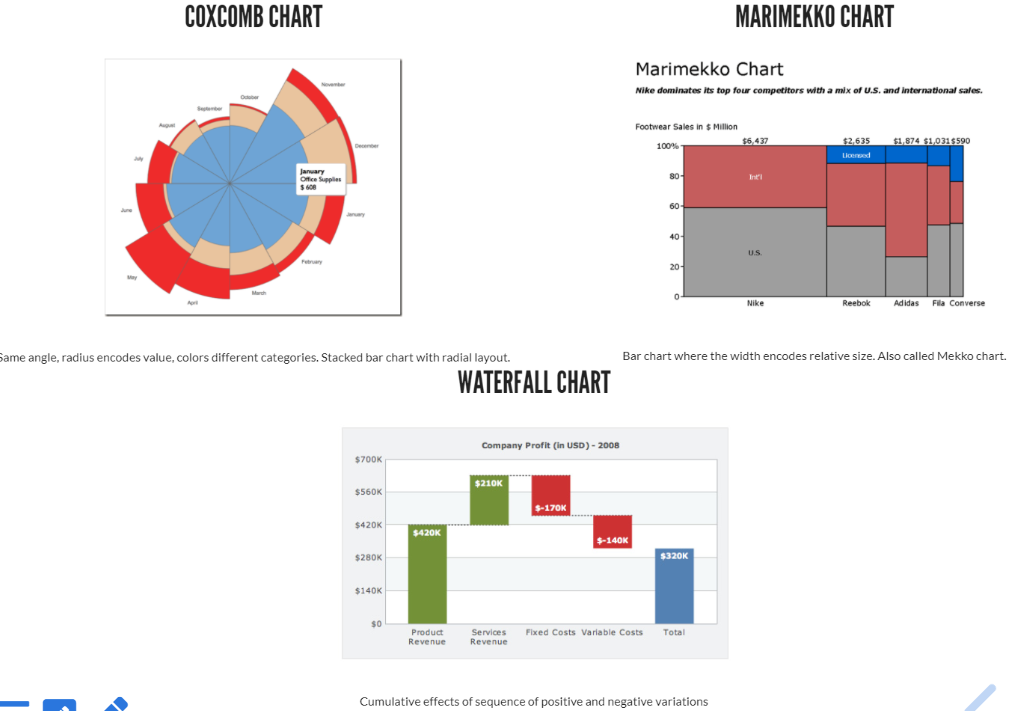 COXCOMB CHART
November
October
September
December
August
January
Office Supplies
$ 608
July
June
January
February
May
March
April
Same angle, radius encodes value, colors different categories. Stacked bar chart with radial layout.
MARIMEKKO CHART
Marimekko Chart
Nike dominates its top four competitors with a mix of U.S. and international sales.
Footwear Sales in $ Million
$6,437 $2,635 $1,874 $1,031 $590
100%
Licensed
80
Int'l
60
40
U.S.
20
0
Nike Reebok Adidas Fila Converse
Bar chart where the width encodes relative size. Also called Mekko chart.
WATERFALL CHART
Company Profit (in USD) - 2008
$700K
$210K
$560K
$-170K
$420K
$420K
$-140K
$280K
$320K
$140K
$0
Product Revenue
Services Revenue
Fixed Costs
Variable Costs
Total
Cumulative effects of sequence of positive and negative variations